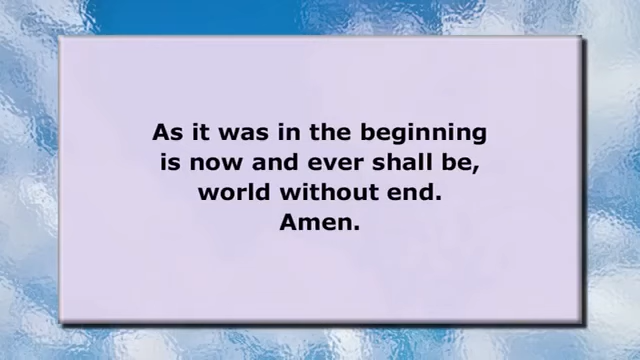 As it was in the beginning
is now and ever shall be,
world without end.
Amen.